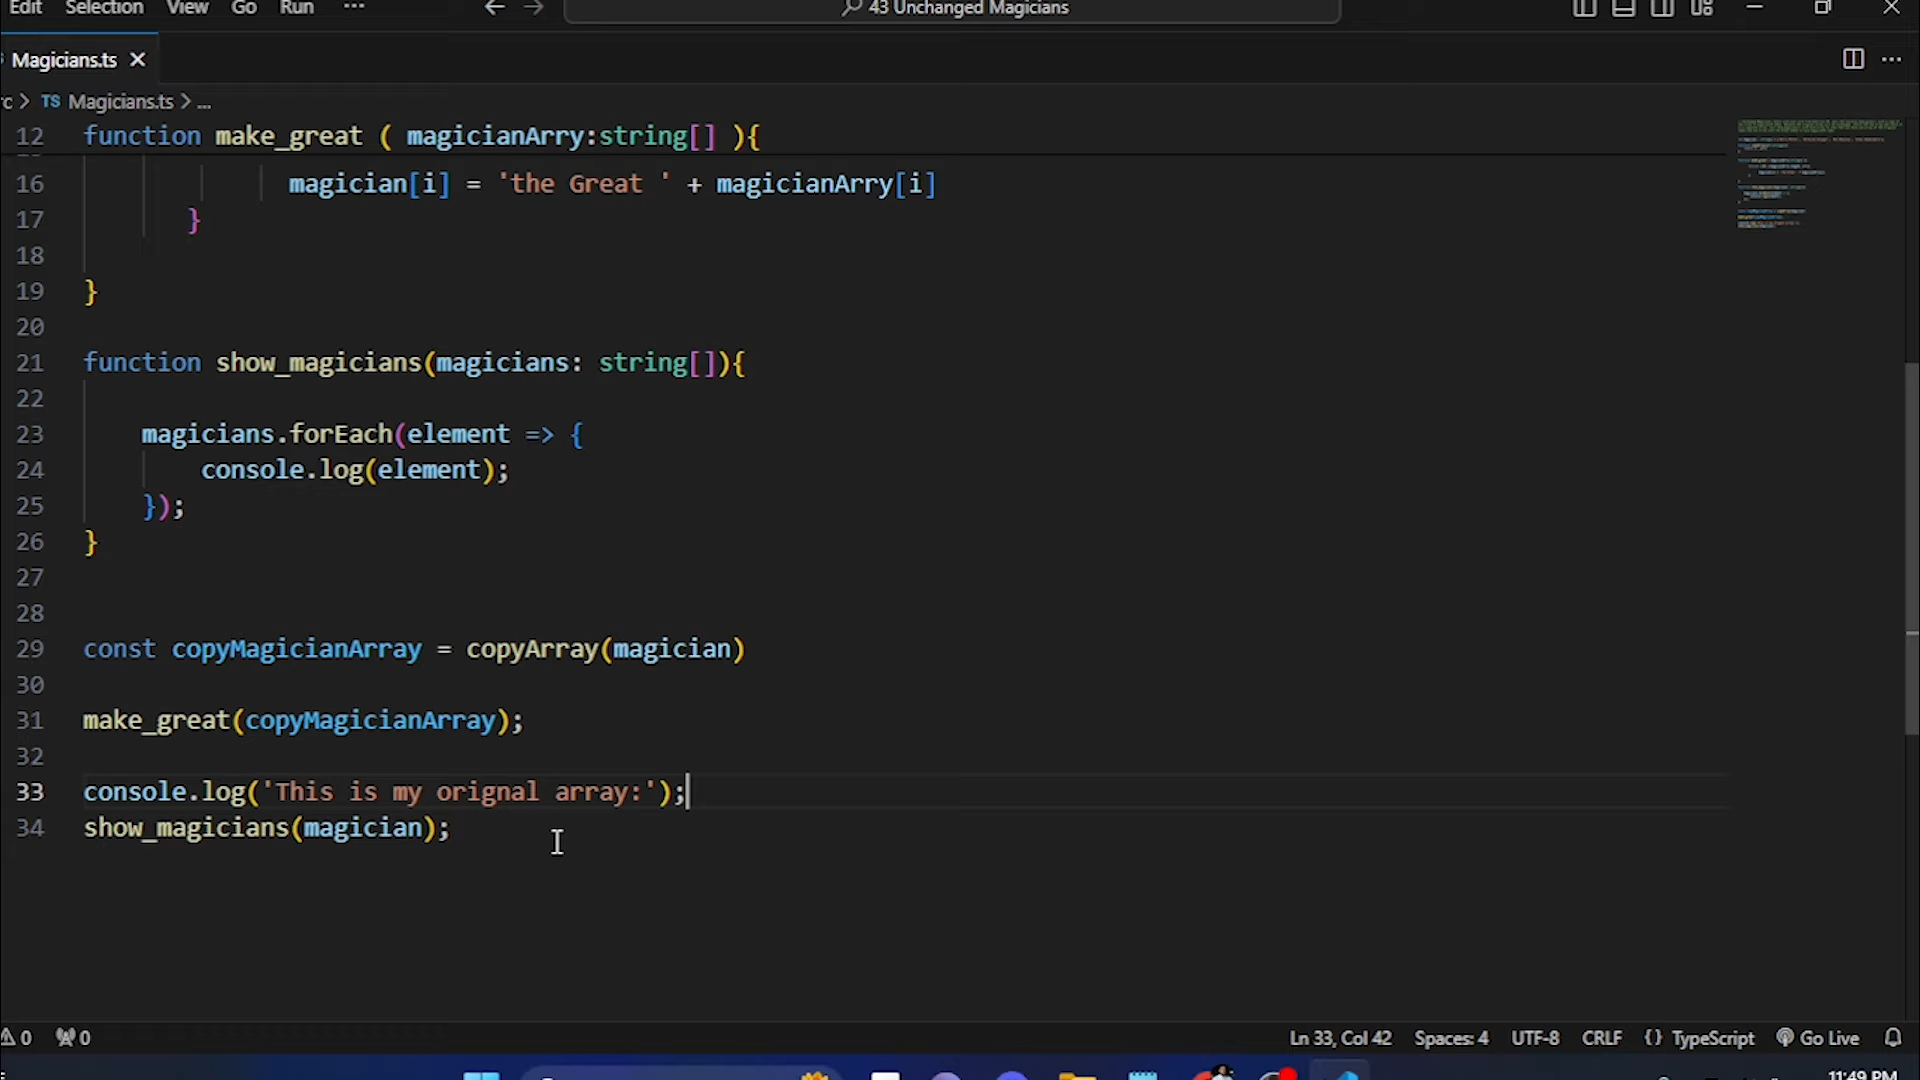 Edit Selection View Go Run ··· 43 Unchanged Magicians
Magicians.ts
rc > TS Magicians.ts > ...
12 function make_great ( magicianArry:string[] ){
16 magician[i] = 'the Great ' + magicianArry[i]
17 }
18
19 }
20
21 function show_magicians(magicians: string[]){
22
23 magicians.forEach(element => {
24 console.log(element);
25 });
26 }
27
28
29 const copyMagicianArray = copyArray(magician)
30
31 make_great(copyMagicianArray);
32
33 console.log('This is my orignal array:');
34 show_magicians(magician);
0 0 Ln 33, Col 42 Spaces: 4 UTF-8 CRLF {} TypeScript Go Live
11:49 PM